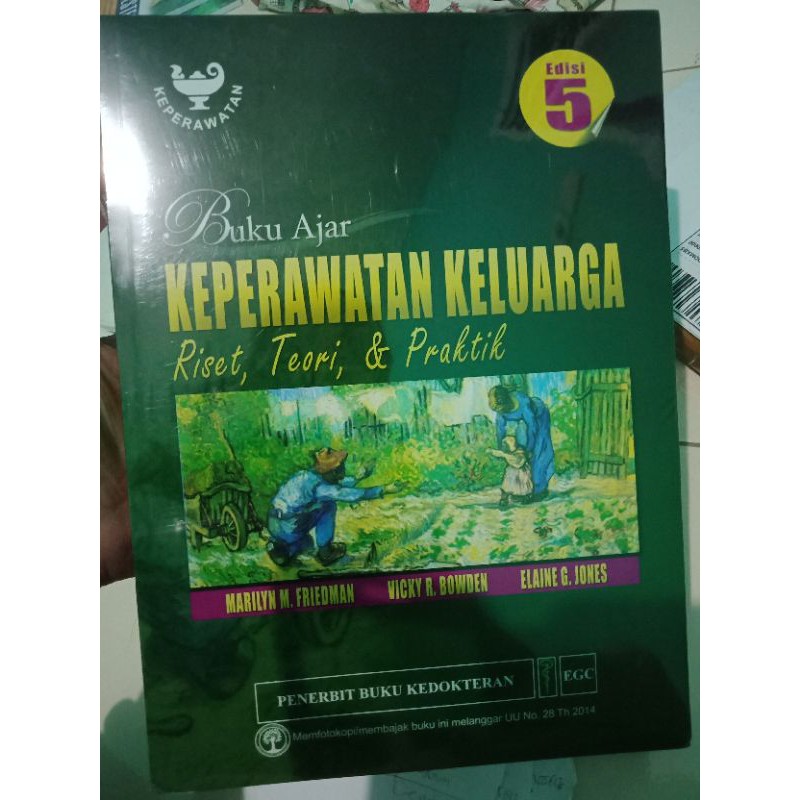 KEPERAWATAN
Edisi
5
Buku Ajar
KEPERAWATAN KELUARGA
Riset, Teori, & Praktik
MARILYN M. FRIEDMAN VICKY R. BOWDEN ELAINE G. JONES
PENERBIT BUKU KEDOKTERAN EGC
Memfotokopi/membajak buku ini melanggar UU No. 28 Th 2014